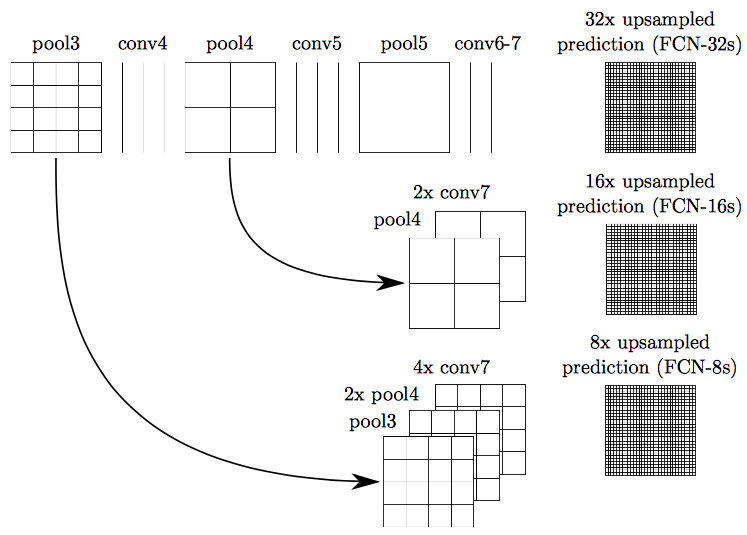 pool3
conv4
pool4
conv5
pool5
conv6-7
32x upsampled
prediction (FCN-32s)
2x conv7
pool4
16x upsampled
prediction (FCN-16s)
4x conv7
2x pool4
pool3
8x upsampled
prediction (FCN-8s)